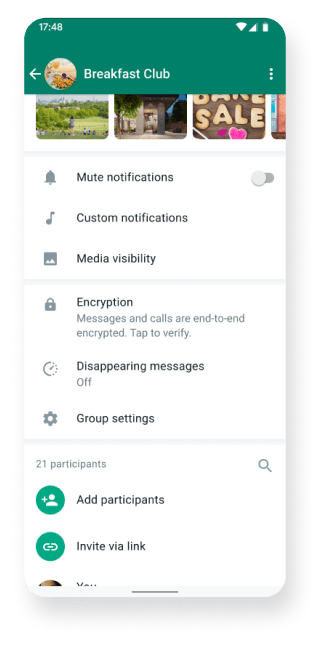 17:48
Breakfast Club
BAKE
SALE
Mute notifications
Custom notifications
Media visibility
Encryption
Messages and calls are end-to-end
encrypted. Tap to verify.
Disappearing messages
Off
Group settings
21 participants
Add participants
Invite via link
You